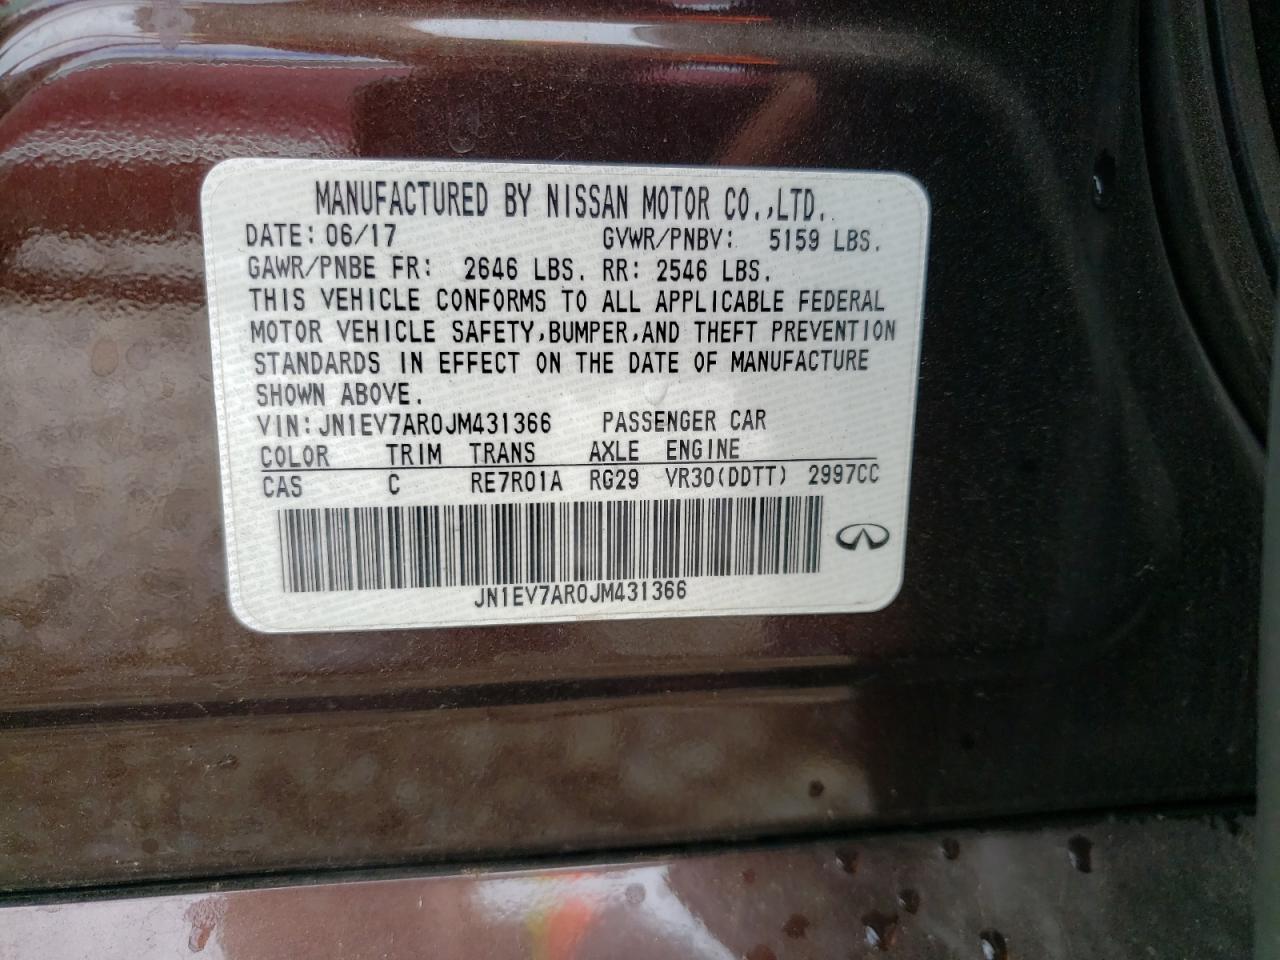 MANUFACTURED BY NISSAN MOTOR CO.,LTD.
DATE: 06/17 GVWR/PNBV: 5159 LBS.
GAWR/PNBE FR: 2646 LBS. RR: 2546 LBS.
THIS VEHICLE CONFORMS TO ALL APPLICABLE FEDERAL
MOTOR VEHICLE SAFETY,BUMPER,AND THEFT PREVENTION
STANDARDS IN EFFECT ON THE DATE OF MANUFACTURE
SHOWN ABOVE.
VIN:JN1EV7AR0JM431366 PASSENGER CAR
COLOR TRIM TRANS AXLE ENGINE
CAS C RE7R01A RG29 VR30(DDTT) 2997CC
JN1EV7AR0JM431366